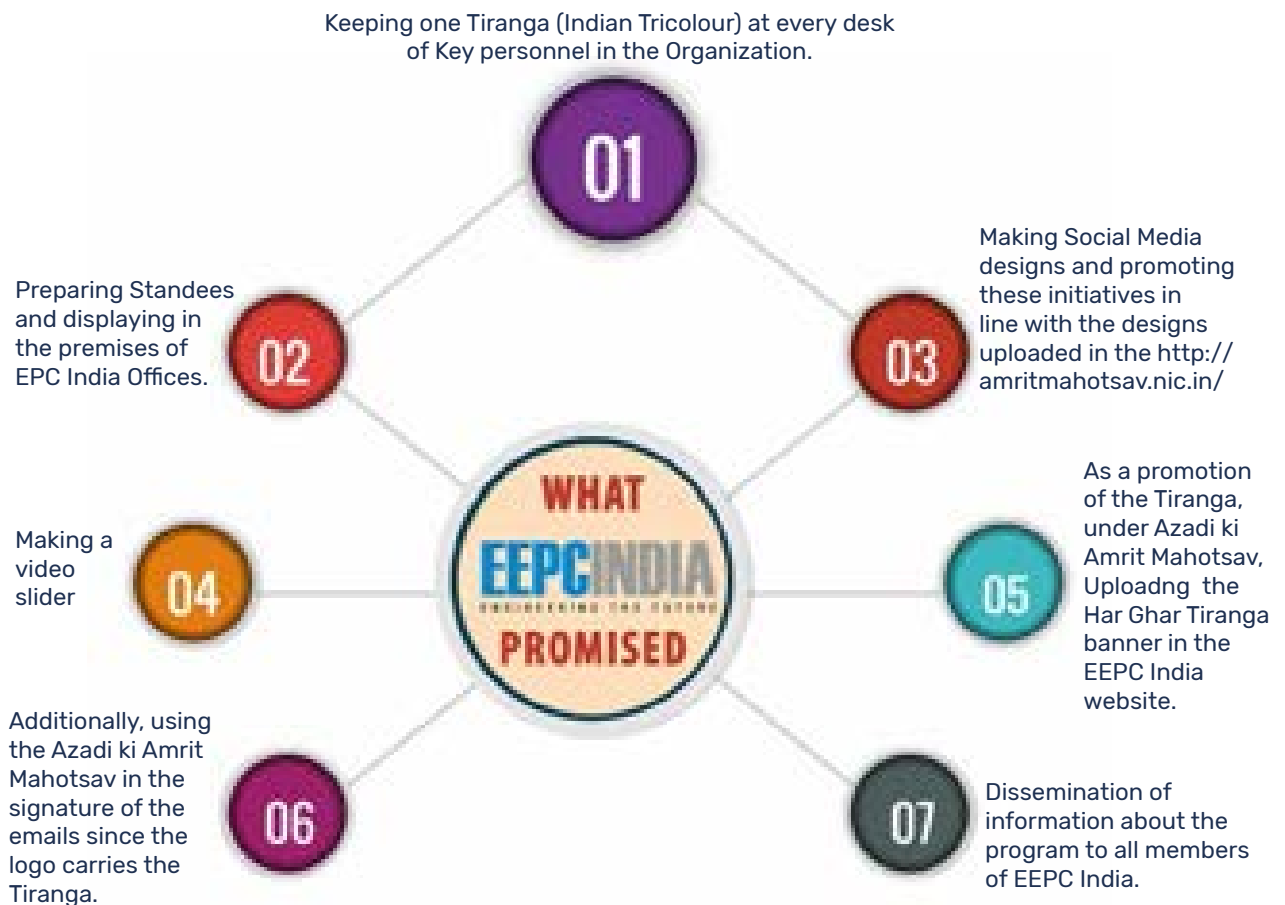 Keeping one Tiranga (Indian Tricolour) at every desk
of Key personnel in the Organization.
01
Preparing Standees
and displaying in
the premises of
EPC India Offices.
02
03
Making Social Media
designs and promoting
these initiatives in
line with the designs
uploaded in the http://
amritmahotsav.nic.in/
WHAT
EEPCINDIA
ENGINEERING THE FUTURE
PROMISED
Making a
video
slider
04
05
As a promotion
of the Tiranga,
under Azadi ki
Amrit Mahotsav,
Uploadng the
Har Ghar Tiranga
banner in the
EEPC India
website.
Additionally, using
the Azadi ki Amrit
Mahotsav in the
signature of the
emails since the
logo carries the
Tiranga.
06
07
Dissemination of
information about the
program to all members
of EEPC India.